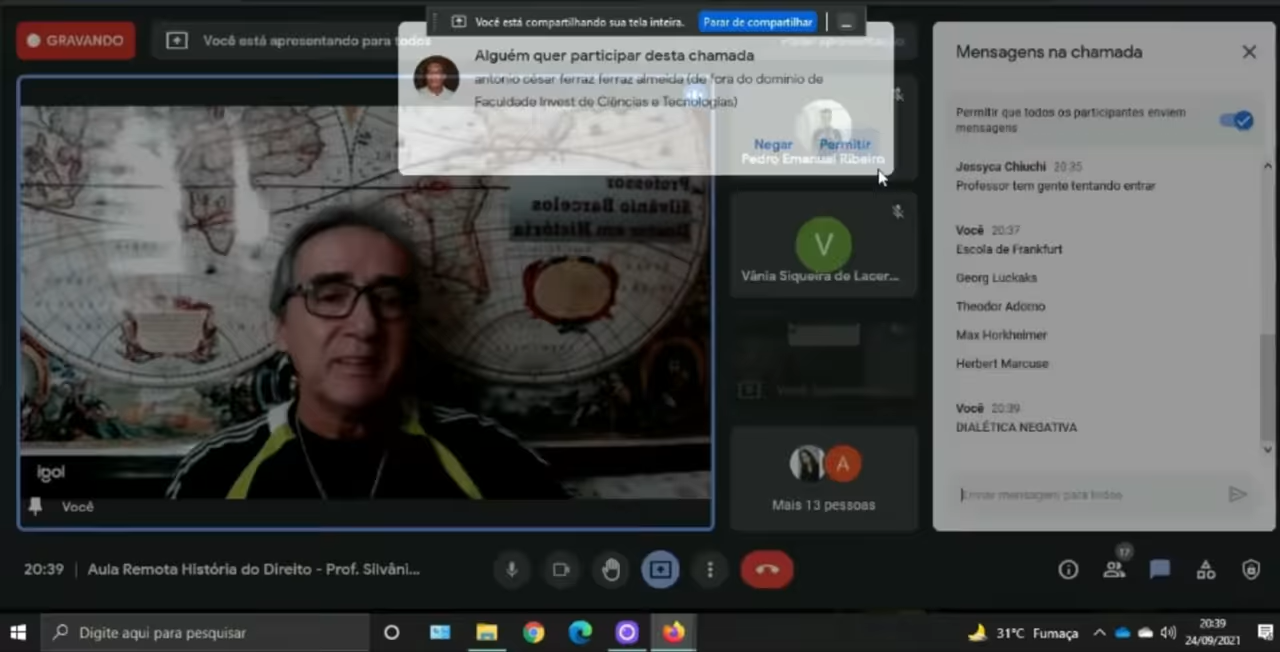 Você está compartilhando sua tela inteira.
Parar de compartilhar
GRAVANDO
Você está apresentando para todos
Alguém quer participar desta chamada
antonio césar ferraz ferraz almeida (de fora do domínio de
Faculdade Invest de Ciências e Tecnologias)
Negar
Permitir
Pedro Emanual Ribeiro
Professor
Silvânio Barcelos
Doutor em História
V
Vânia Siqueira de Lacer...
A
Mais 13 pessoas
igol
Você
Mensagens na chamada
Permitir que todos os participantes enviem
mensagens
Jessyca Chiuchi 20:35
Professor tem gente tentando entrar
Você 20:37
Escola de Frankfurt
Georg Luckaks
Theodor Adorno
Max Horkheimer
Herbert Marcuse
Você 20:39
DIALÉTICA NEGATIVA
Enviar mensagem para todos
20:39 | Aula Remota História do Direito - Prof. Silvâni...
17
Digite aqui para pesquisar
31°C Fumaça
20:39
24/09/2021